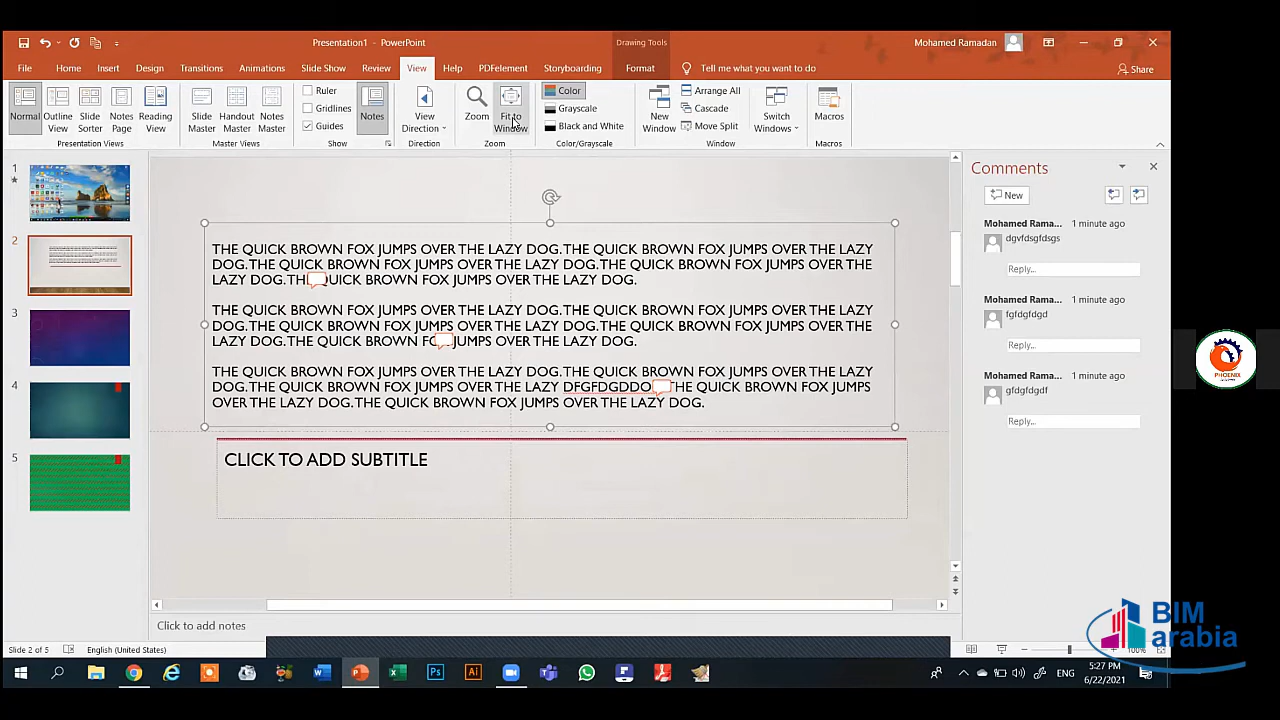 Presentation1 - PowerPoint
Drawing Tools
Mohamed Ramadan
File Home Insert Design Transitions Animations Slide Show Review View Help PDFelement Storyboarding Format Tell me what you want to do Share
Normal
Outline View
Slide Sorter
Notes Page
Reading View
Presentation Views
Slide Master
Handout Master
Notes Master
Master Views
Ruler
Gridlines
Guides
Show
Notes
View Direction
Direction
Zoom
Fit to Window
Zoom
Color
Grayscale
Black and White
Color/Grayscale
New Window
Arrange All
Cascade
Move Split
Switch Windows
Window
Macros
Macros
1
2
3
4
5
THE QUICK BROWN FOX JUMPS OVER THE LAZY DOG.THE QUICK BROWN FOX JUMPS OVER THE LAZY
DOG.THE QUICK BROWN FOX JUMPS OVER THE LAZY DOG.THE QUICK BROWN FOX JUMPS OVER THE
LAZY DOG.THE QUICK BROWN FOX JUMPS OVER THE LAZY DOG.
THE QUICK BROWN FOX JUMPS OVER THE LAZY DOG.THE QUICK BROWN FOX JUMPS OVER THE LAZY
DOG.THE QUICK BROWN FOX JUMPS OVER THE LAZY DOG.THE QUICK BROWN FOX JUMPS OVER THE
LAZY DOG.THE QUICK BROWN FOX JUMPS OVER THE LAZY DOG.
THE QUICK BROWN FOX JUMPS OVER THE LAZY DOG.THE QUICK BROWN FOX JUMPS OVER THE LAZY
DOG.THE QUICK BROWN FOX JUMPS OVER THE LAZY THE QUICK BROWN FOX JUMPS
OVER THE LAZY DOG.THE QUICK BROWN FOX JUMPS OVER THE LAZY DOG.
CLICK TO ADD SUBTITLE
Click to add notes
Comments
New
Mohamed Rama... 1 minute ago
dgvfdsgfdsgs
Reply...
Mohamed Rama... 1 minute ago
fgfdgfdgd
Reply...
Mohamed Rama... 1 minute ago
gfdgfdgdf
Reply...
PHOENIX
BIM
arabia
Slide 2 of 5 English (United States) 100%
ENG
5:27 PM
6/22/2021